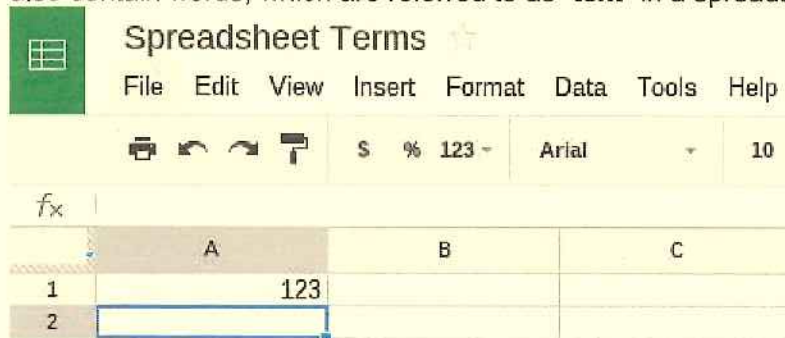 Spreadsheet Terms
File Edit View Insert Format Data Tools Help
$ % 123 Arial 10
fx
A B C
1 123
2